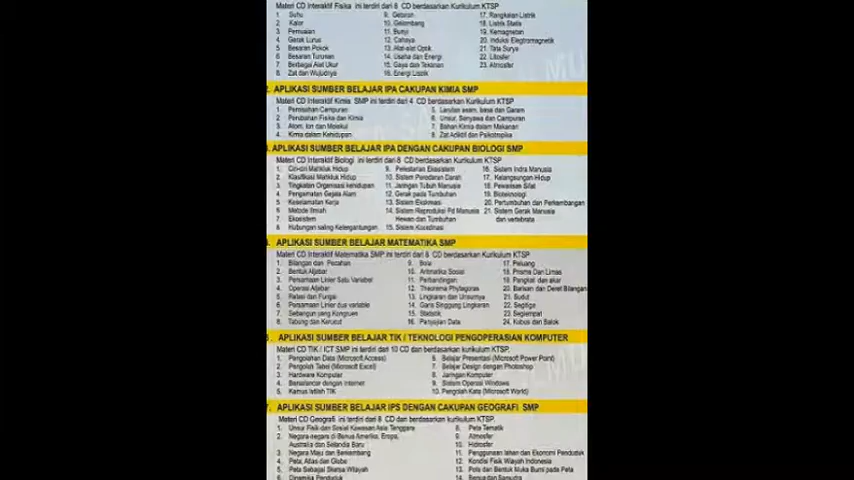 Materi CD Interaktif Fisika ini terdiri dari 8 CD berdasarkan Kurikulum KTSP
1 Suhu
2 Kalor
3 Pemuaian
4 Gerak Lurus
5 Besaran Pokok
6 Besaran Turunan
7 Berbagai Alat Ukur
8. Zat dan Wujudnya
9. Getaran
10. Gelombang
11. Bunyi
12. Cahaya
13. Alat-alat Optik
14. Usaha dan Energi
15. Gaya dan Tekanan
16. Energi Listrik
17. Rangkaian Listrik
18. Listrik Statis
19. Kemagnetan
20. Induksi Elegtromagnetik
21. Tata Surya
22. Litosfer
23. Atmosfer
2. APLIKASI SUMBER BELAJAR IPA CAKUPAN KIMIA SMP
Materi CD Interaktif Kimia SMP ini terdiri dari 4 CD berdasarkan Kurikulum KTSP
1 Pemisahan Campuran
2 Perubahan Fisika dan Kimia
3. Atom, Ion dan Molekul
4. Kimia dalam Kehidupan
5. Larutan asam, basa dan Garam
6. Unsur, Senyawa dan Campuran
7. Bahan Kimia dalam Makanan
8. Zat Adiktif dan Psikotropika
APLIKASI SUMBER BELAJAR IPA DENGAN CAKUPAN BIOLOGI SMP
Materi CD Interaktif Biologi ini terdiri dari 8 CD berdasarkan Kurikulum KTSP
1. Ciri-ciri Makhluk Hidup
2. Klasifikasi Makhluk Hidup
3. Tingkatan Organisasi Kehidupan
4. Pengamatan Gejala Alam
5. Keselamatan Kerja
6. Metode Ilmiah
7. Ekosistem
8. Hubungan saling Ketergantungan
9. Pelestarian Ekosistem
10. Sistem Peredaran Darah
11. Jaringan Tubuh Manusia
12. Gerak pada Tumbuhan
13. Sistem Ekskresi
14. Sistem Reproduksi Pd Manusia
Hewan dan Tumbuhan
15. Sistem Koordinasi
16. Sistem Indra Manusia
17. Kelangsungan Hidup
18. Pewarisan Sifat
19. Bioteknologi
20. Pertumbuhan dan Perkembangan
21. Sistem Gerak Manusia
dan vertebrata
APLIKASI SUMBER BELAJAR MATEMATIKA SMP
Materi CD Interaktif Matematika SMP ini terdiri dari 8 CD berdasarkan Kurikulum KTSP
1. Bilangan dan Pecahan
2. Bentuk Aljabar
3. Persamaan Linier Satu Variabel
4. Operasi Aljabar
5. Relasi dan Fungsi
6. Persamaan Linier dua variable
7. Sebangun yang Kongruen
8. Tabung dan Kerucut
9. Bola
10. Aritmatika Sosial
11. Perbandingan
12. Theorema Phytagoras
13. Lingkaran dan Unsurnya
14. Garis Singgung Lingkaran
15. Statistik
16. Penyajian Data
17. Peluang
18. Prisma Dan Limas
19. Pangkat dan akar
20. Barisan dan Deret Bilangan
21. Sudut
22. Segitiga
23. Segiempat
24. Kubus dan Balok
APLIKASI SUMBER BELAJAR TIK / TEKNOLOGI PENGOPERASIAN KOMPUTER
Materi CD TIK / ICT SMP ini terdiri dari 10 CD dan berdasarkan kurikulum KTSP.
1. Pengolahan Data (Microsoft Access)
2. Pengolah Tabel (Microsoft Excel)
3. Hardware Komputer
4. Berselancar dengan Internet
5. Kamus Istilah TIK
6. Belajar Presentasi (Microsoft Power Point)
7. Belajar Design dengan Photoshop
8. Jaringan Komputer
9. Sistem Operasi Windows
10. Pengolah Kata (Microsoft World)
7. APLIKASI SUMBER BELAJAR IPS DENGAN CAKUPAN GEOGRAFI SMP
Materi CD Geografi ini terdiri dari 8 CD dan berdasarkan kurikulum KTSP.
1. Unsur Fisik dan Sosial Kawasan Asia Tenggara
2. Negara-negara di Benua Amerika, Eropa,
Australia dan Selandia Baru
3. Negara Maju dan Berkembang
4. Peta, Atlas dan Globe
5. Peta Sebagai Sketsa Wilayah
6. Dinamika Penduduk
8. Peta Tematik
9. Atmosfer
10. Hidrosfer
11. Penggunaan lahan dan Ekonomi Penduduk
12. Kondisi Fisik Wilayah Indonesia
13. Pola dan Bentuk Muka Bumi pada Peta
14. Benua dan Samudra